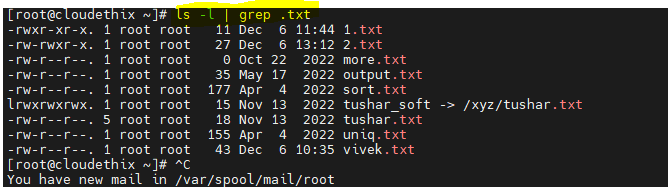 [root@cloudethix ~]# ls -l | grep .txt
-rwxr-xr-x. 1 root root   11 Dec  6 11:44 1.txt
-rw-rwxr-x. 1 root root   27 Dec  6 13:12 2.txt
-rw-r--r--. 1 root root    0 Oct 22  2022 more.txt
-rw-r--r--. 1 root root   35 May 17  2022 output.txt
-rw-r--r--. 1 root root  177 Apr  4  2022 sort.txt
lrwxrwxrwx. 1 root root   15 Nov 13  2022 tushar_soft -> /xyz/tushar.txt
-rw-r--r--. 5 root root   18 Nov 13  2022 tushar.txt
-rw-r--r--. 1 root root  155 Apr  4  2022 uniq.txt
-rw-r--r--. 1 root root   43 Dec  6 10:35 vivek.txt
[root@cloudethix ~]# ^C
You have new mail in /var/spool/mail/root